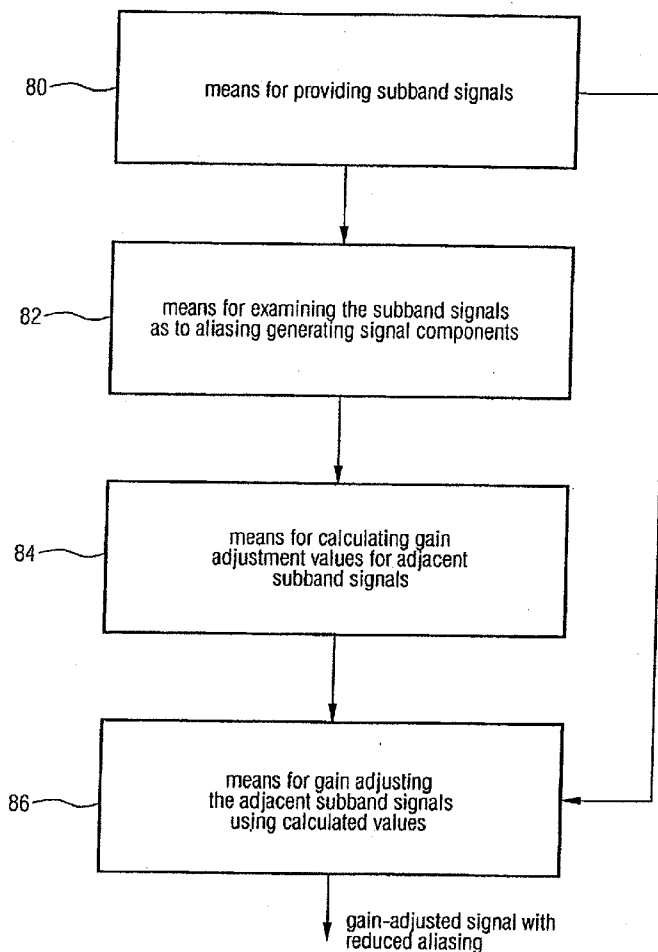 80
means for providing subband signals
82
means for examining the subband signals
as to aliasing generating signal components
84
means for calculating gain
adjustment values for adjacent
subband signals
86
means for gain adjusting
the adjacent subband signals
using calculated values
gain-adjusted signal with
reduced aliasing